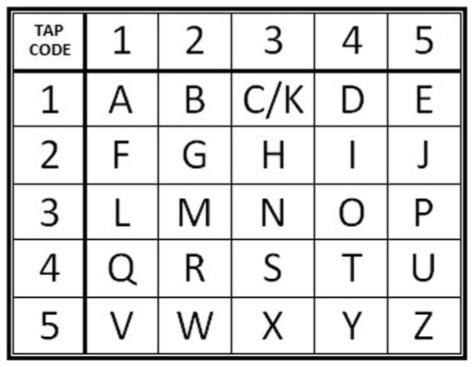 TAP CODE 1 2 3 4 5
1 A B C/K D E
2 F G H I J
3 L M N O P
4 Q R S T U
5 V W X Y Z